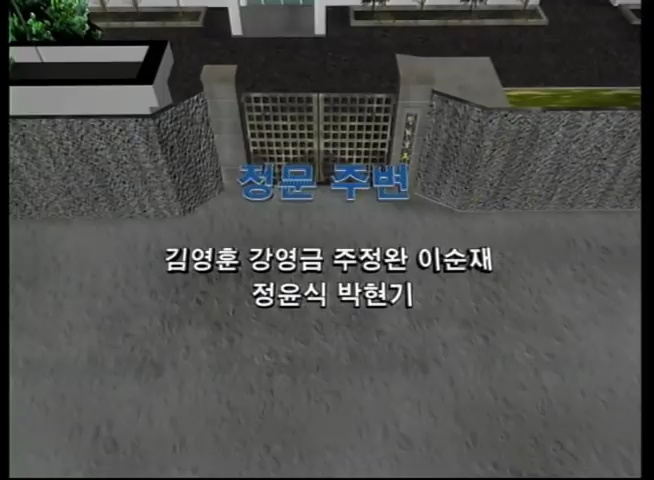 정문 주변
김영훈 강영금 주정완 이순재
정윤식 박현기